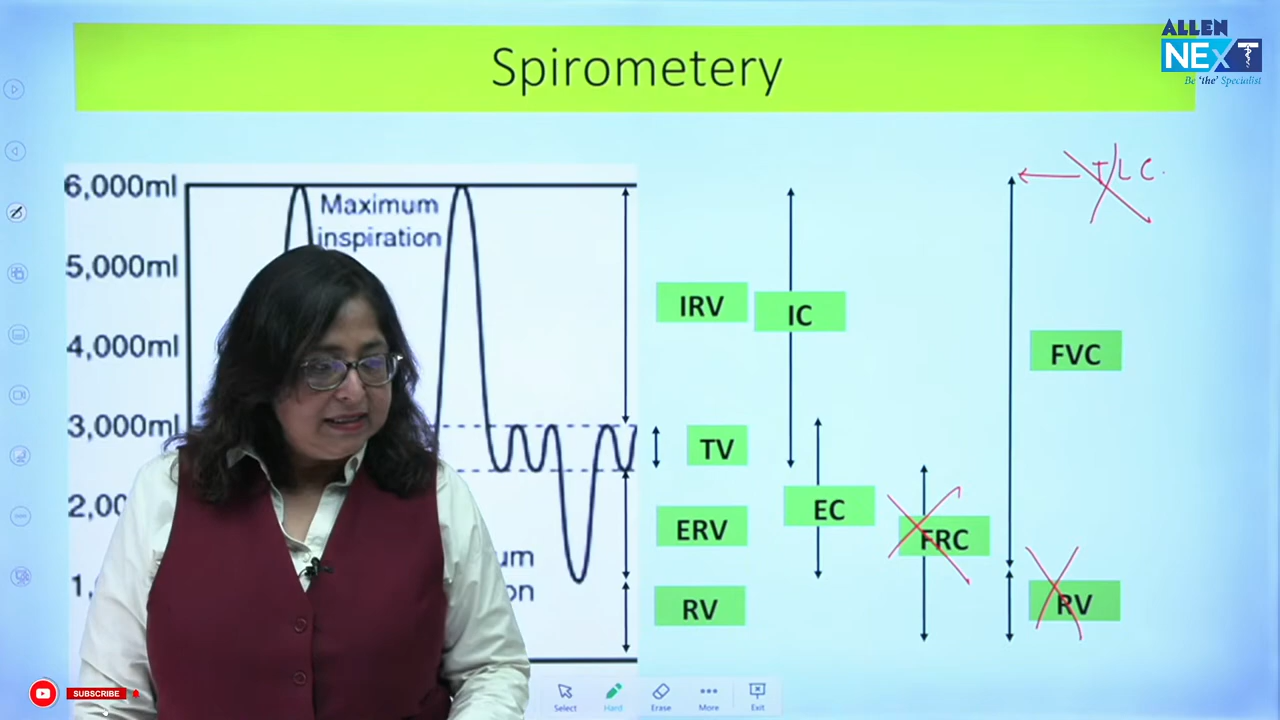 Spirometery
ALLEN
NExT
Be 'the' Specialist
6,000ml
5,000ml
4,000ml
3,000ml
Maximum
inspiration
IRV
IC
TLC.
FVC
TV
EC
ERV
FRC
RV
RV
SUBSCRIBE
Select
Hard
Erase
More
Exit